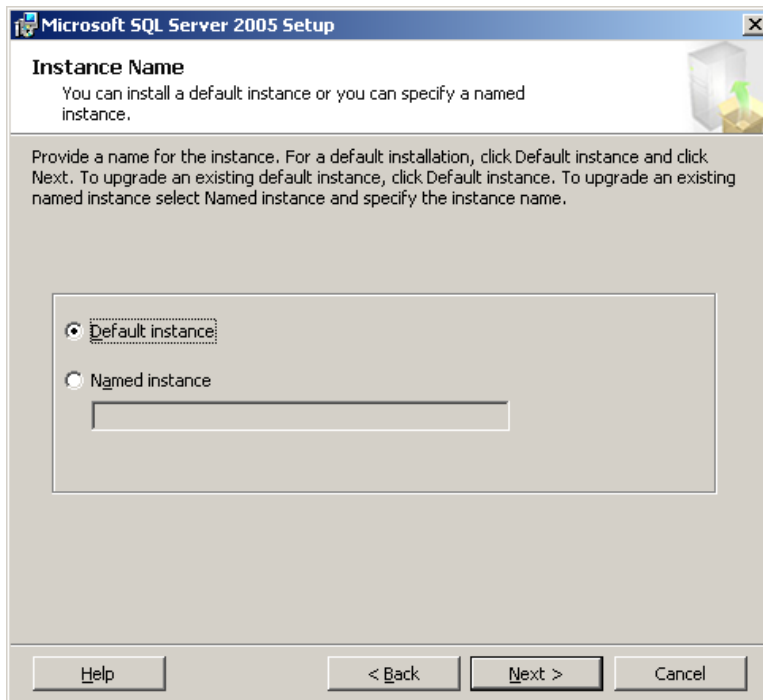 Microsoft SQL Server 2005 Setup
Instance Name
You can install a default instance or you can specify a named
instance.
Provide a name for the instance. For a default installation, click Default instance and click
Next. To upgrade an existing default instance, click Default instance. To upgrade an existing
named instance select Named instance and specify the instance name.
Default instance
Named instance
Help
< Back
Next >
Cancel